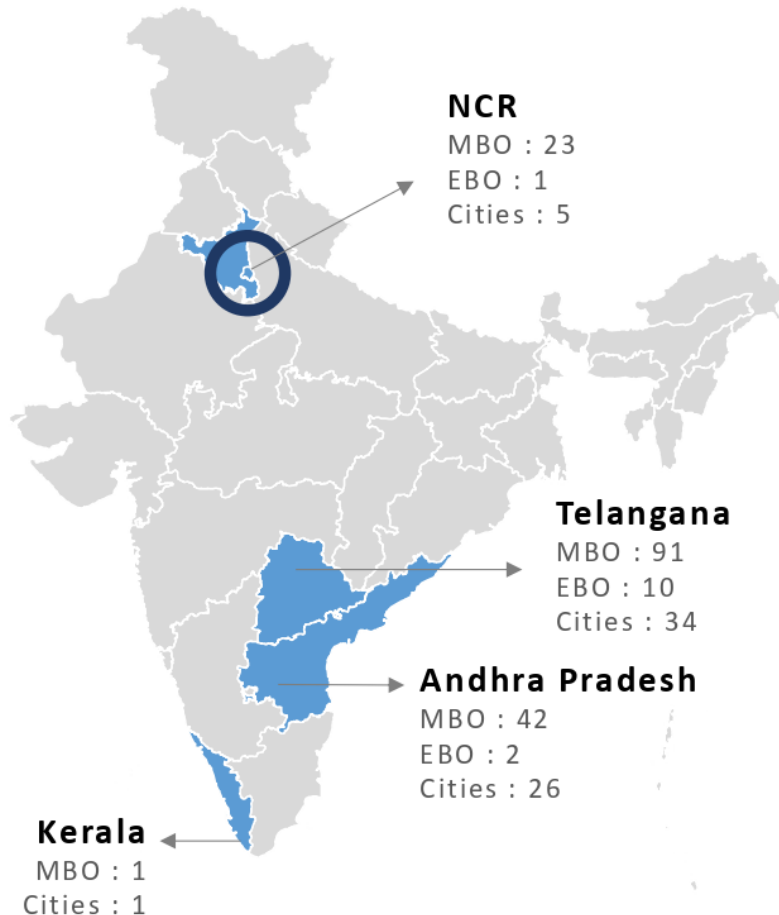 NCR
MBO : 23
EBO : 1
Cities : 5
Telangana
MBO : 91
EBO : 10
Cities : 34
Andhra Pradesh
MBO : 42
EBO : 2
Cities : 26
Kerala
MBO : 1
Cities : 1